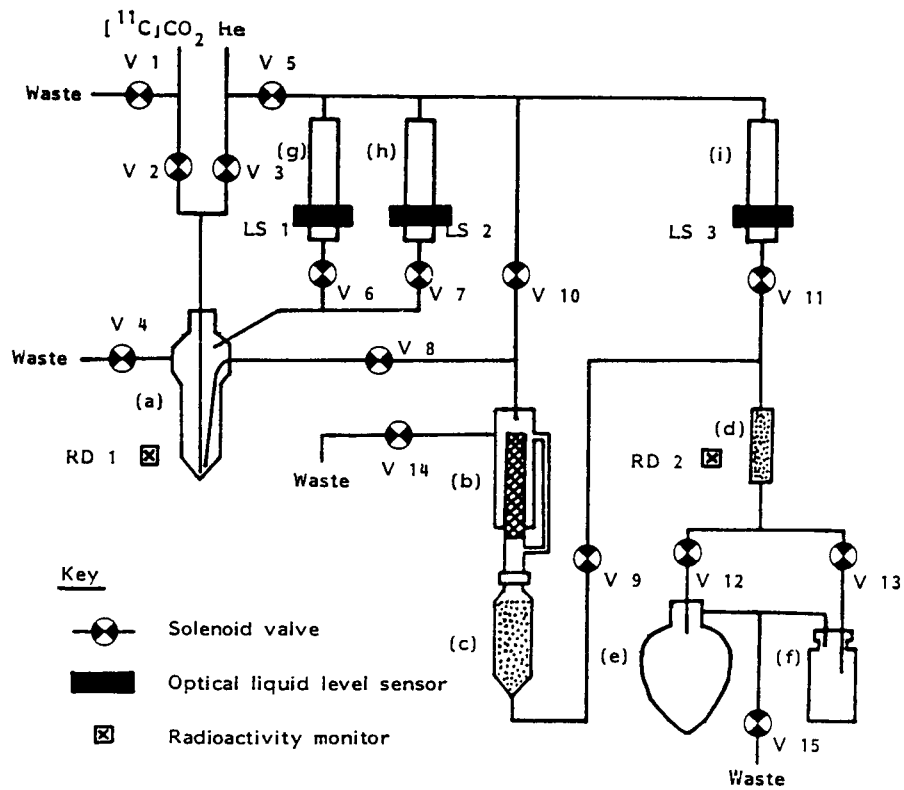 [¹¹C]CO₂ He
V 1
V 5
Waste
(g)
(h)
(i)
V 2
V 3
LS 1
LS 2
LS 3
V 6
V 7
V 10
V 11
V 4
V 8
Waste
(a)
(d)
RD 1
V 14
(b)
RD 2
Waste
V 9
V 12
V 13
Key
Solenoid valve
(c)
(e)
(f)
Optical liquid level sensor
Radioactivity monitor
V 15
Waste